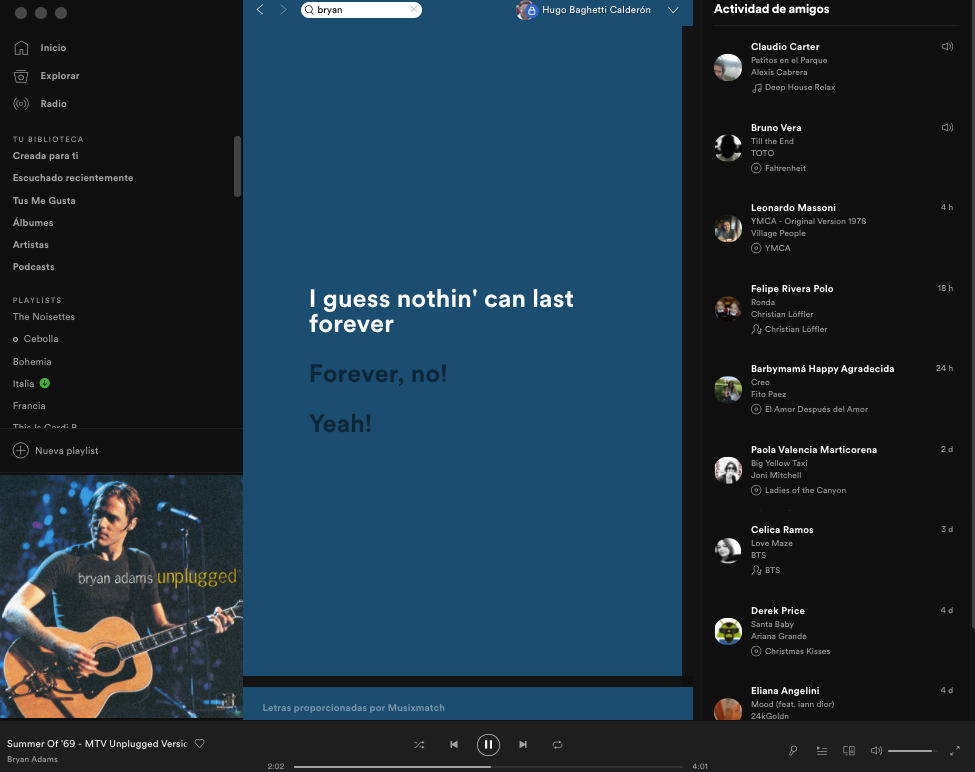 Inicio
Explorar
Radio
TU BIBLIOTECA
Creada para ti
Escuchado recientemente
Tus Me Gusta
Álbumes
Artistas
Podcasts
PLAYLISTS
The Noisettes
Cebolla
Bohemia
Italia
Francia
This Is Cardi B
Nueva playlist
bryan adams unplugged
Summer Of '69 - MTV Unplugged Versic
Bryan Adams
bryan
Hugo Baghetti Calderón
I guess nothin' can last
forever
Forever, no!
Yeah!
Letras proporcionadas por Musixmatch
2:02
4:01
Actividad de amigos
Claudio Carter
Patitos en el Parque
Alexis Cabrera
Deep House Relax
Bruno Vera
Till the End
TOTO
Fahrenheit
Leonardo Massoni 4 h
YMCA - Original Version 1978
Village People
YMCA
Felipe Rivera Polo 18 h
Ronda
Christian Löffler
Christian Löffler
Barbymamá Happy Agradecida 24 h
Creo
Fito Paez
El Amor Después del Amor
Paola Valencia Marticorena 2 d
Big Yellow Taxi
Joni Mitchell
Ladies of the Canyon
Celica Ramos 3 d
Love Maze
BTS
BTS
Derek Price 4 d
Santa Baby
Ariana Grande
Christmas Kisses
Eliana Angelini 4 d
Mood (feat. iann dior)
24kGoldn